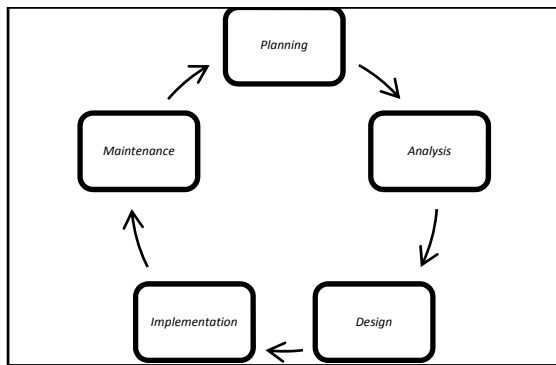 Planning
Analysis
Design
Implementation
Maintenance